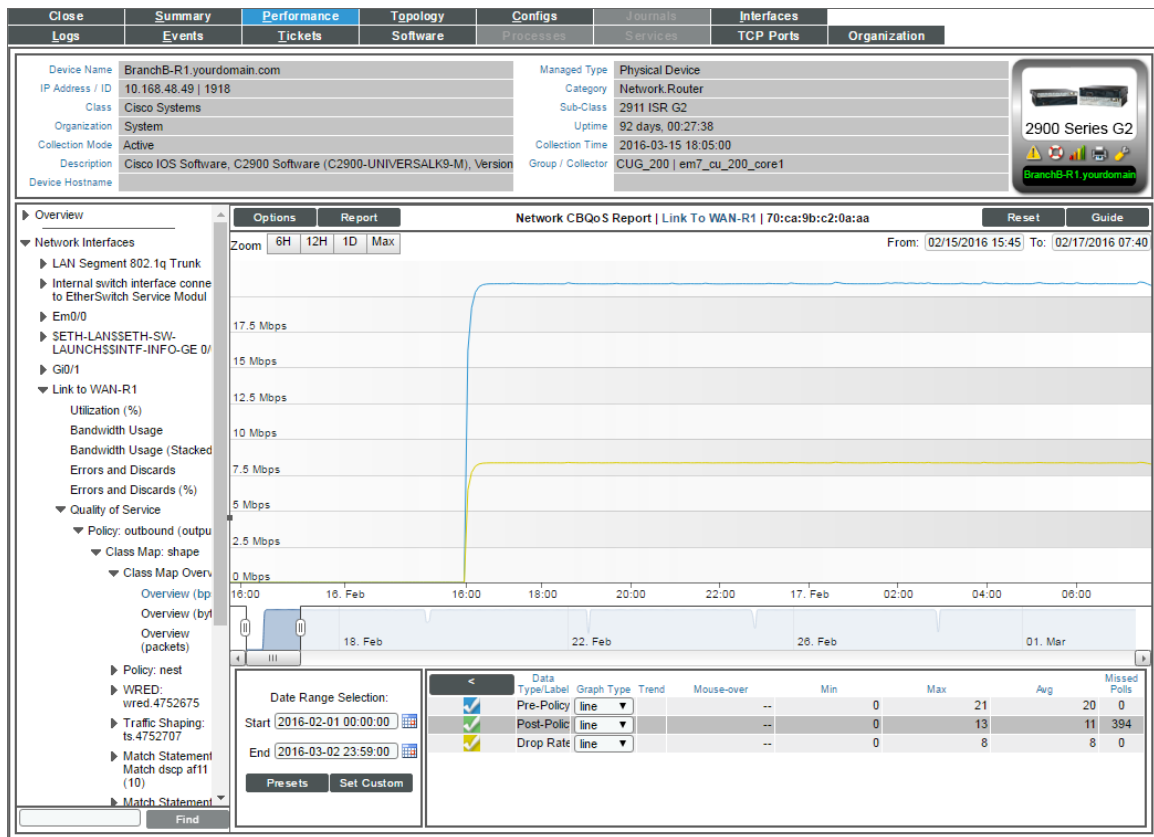 Close Summary Performance Topology Configs Journals Interfaces
Logs Events Tickets Software Processes Services TCP Ports Organization
Device Name BranchB-R1.yourdomain.com Managed Type Physical Device
IP Address / ID 10.168.48.49 | 1918 Category Network.Router
Class Cisco Systems Sub-Class 2911 ISR G2
Organization System Uptime 92 days, 00:27:38
Collection Mode Active Collection Time 2016-03-15 18:05:00
Description Cisco IOS Software, C2900 Software (C2900-UNIVERSALK9-M), Version Group / Collector CUG_200 | em7_cu_200_core1
Device Hostname
2900 Series G2
BranchB-R1.yourdomain
Overview
Network Interfaces
LAN Segment 802.1q Trunk
Internal switch interface conne
to EtherSwitch Service Modul
Em0/0
$ETH-LAN$$ETH-SW-
LAUNCH$$INTF-INFO-GE 0/
Gi0/1
Link to WAN-R1
Utilization (%)
Bandwidth Usage
Bandwidth Usage (Stacked
Errors and Discards
Errors and Discards (%)
Quality of Service
Policy: outbound (outpu
Class Map: shape
Class Map Overv
Overview (bp
Overview (byt
Overview
(packets)
Policy: nest
WRED:
wred.4752675
Traffic Shaping:
ts.4752707
Match Statement
Match dscp af11
(10)
Match Statement
Find
Options Report Network CBQoS Report | Link To WAN-R1 | 70:ca:9b:c2:0a:aa Reset Guide
Zoom 6H 12H 1D Max From: 02/15/2016 15:45 To: 02/17/2016 07:40
17.5 Mbps
15 Mbps
12.5 Mbps
10 Mbps
7.5 Mbps
5 Mbps
2.5 Mbps
0 Mbps
16:00 16. Feb 16:00 18:00 20:00 22:00 17. Feb 02:00 04:00 06:00
18. Feb 22. Feb 26. Feb 01. Mar
Date Range Selection:
Start 2016-02-01 00:00:00
End 2016-03-02 23:59:00
Presets Set Custom
< Data Type/Label Graph Type Trend Mouse-over Min Max Avg Missed Polls
Pre-Policy line -- 0 21 20 0
Post-Polic line -- 0 13 11 394
Drop Rate line -- 0 8 8 0